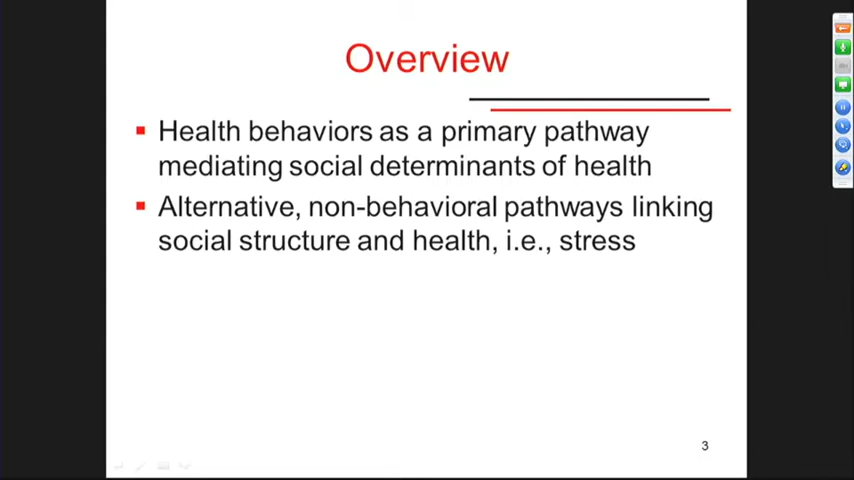 Overview
Health behaviors as a primary pathway
mediating social determinants of health
Alternative, non-behavioral pathways linking
social structure and health, i.e., stress
3